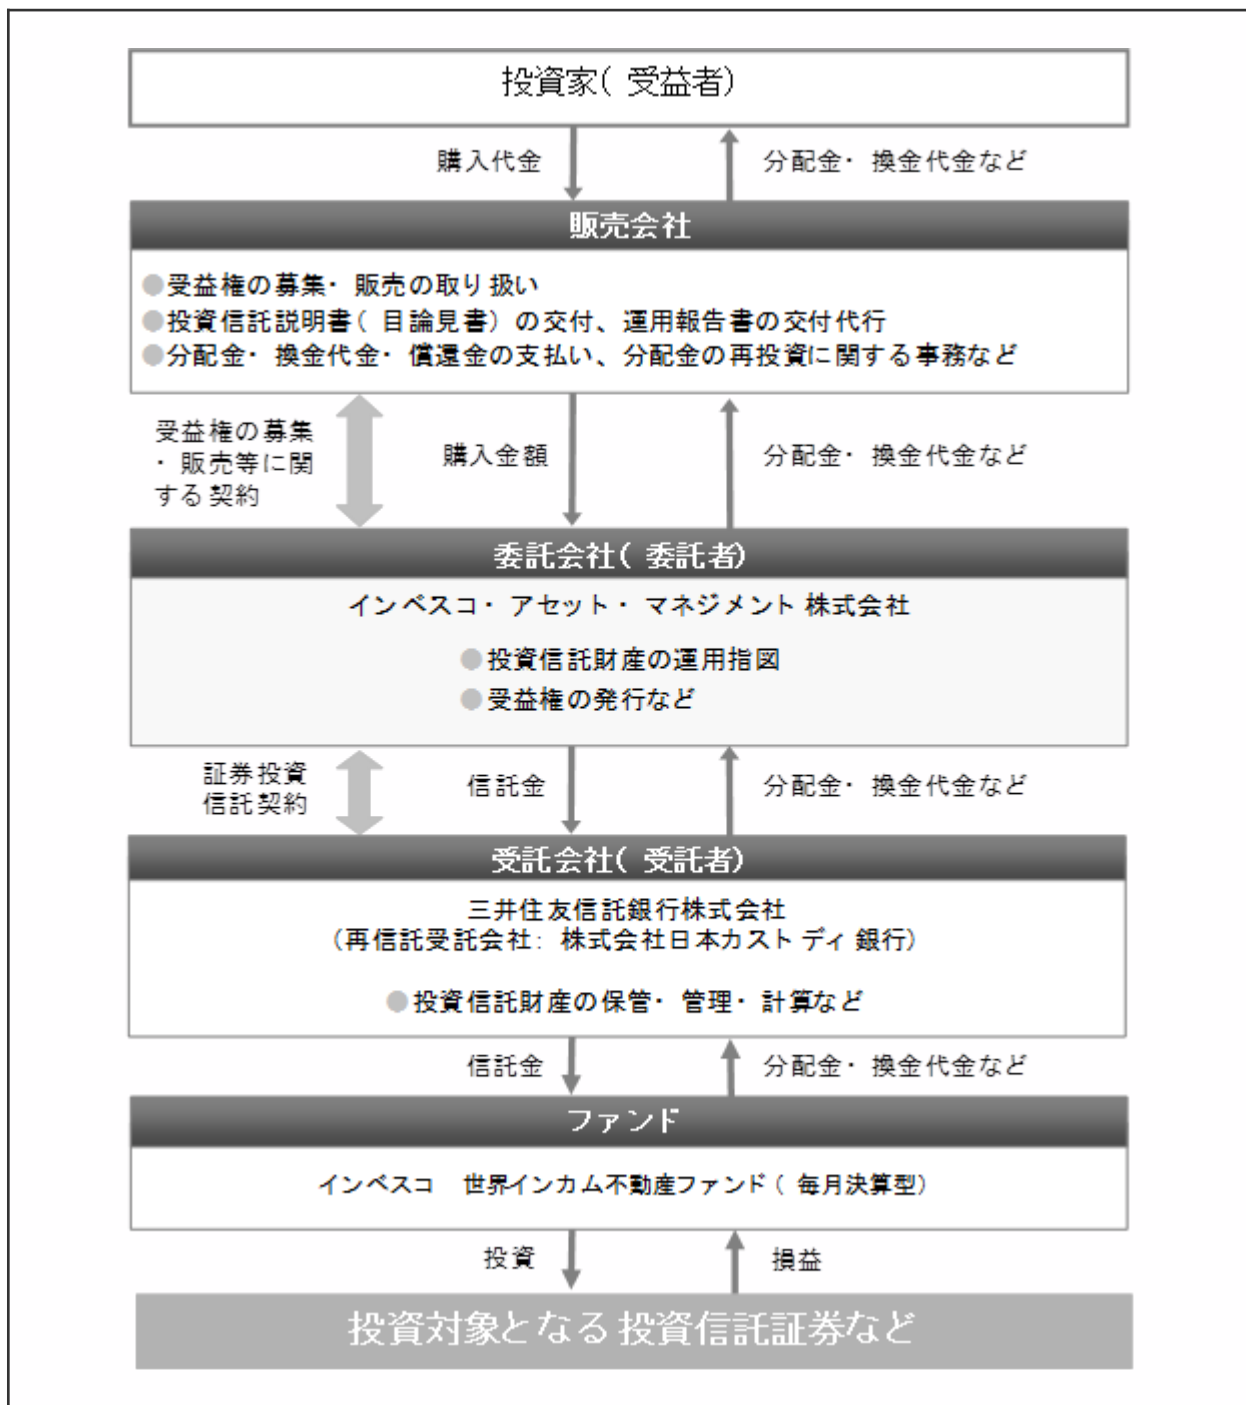 投資家(受益者)
購入代金
分配金・換金代金など
販売会社
●受益権の募集・販売の取り扱い
●投資信託説明書(目論見書)の交付、運用報告書の交付代行
●分配金・換金代金・償還金の支払い、分配金の再投資に関する事務など
受益権の募集
・販売等に関
する契約
購入金額
分配金・換金代金など
委託会社(委託者)
インベスコ・アセット・マネジメント株式会社
●投資信託財産の運用指図
●受益権の発行など
証券投資
信託契約
信託金
分配金・換金代金など
受託会社(受託者)
三井住友信託銀行株式会社
(再信託受託会社:株式会社日本カストディ銀行)
●投資信託財産の保管・管理・計算など
信託金
分配金・換金代金など
ファンド
インベスコ 世界インカム不動産ファンド(毎月決算型)
投資
損益
投資対象となる投資信託証券など